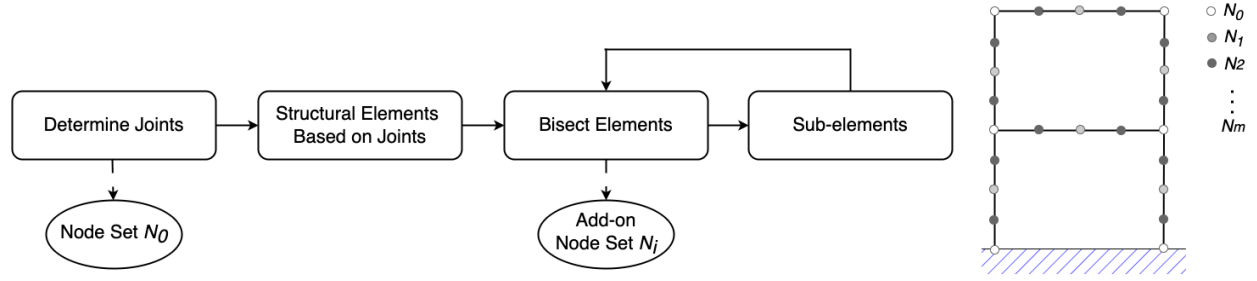 Determine Joints
Structural Elements
Based on Joints
Bisect Elements
Sub-elements
Node Set N0
Add-on
Node Set Ni
N0
N1
N2
⋮
Nm